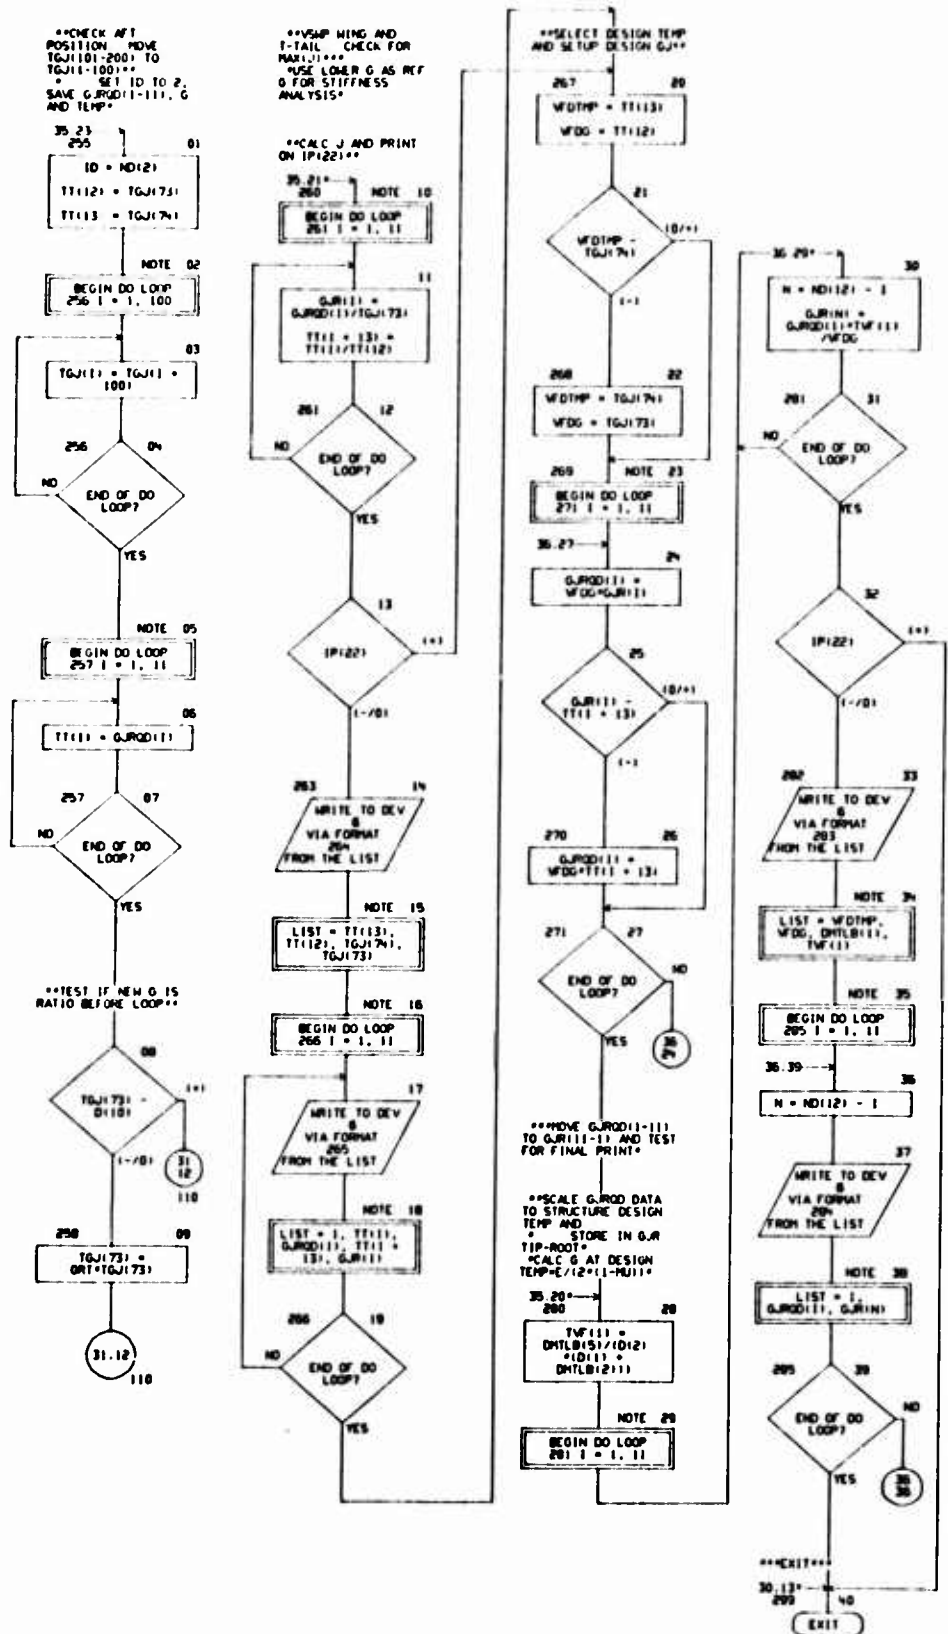 **CHECK AFT
POSITION MOVE
TGJ(101-200) TO
TGJ(1-100)**
* SET ID TO 2,
SAVE GJRQD(1-11), G
AND TEMP*
35.23
255 01
ID = ND(2)
TT(12) = TGJ(73)
TT(13 = TGJ(74)
NOTE 02
BEGIN DO LOOP
256 I = 1, 100
03
TGJ(I) = TGJ(I +
100)
256 04
NO
END OF DO
LOOP?
YES
NOTE 05
BEGIN DO LOOP
257 I = 1, 11
06
TT(I) = GJRQD(I)
257 07
NO
END OF DO
LOOP?
YES
**TEST IF NEW G IS
RATIO BEFORE LOOP**
08
TGJ(73) -
D(10)
(+)
31
12
110
(-/0)
258 09
TGJ(73) =
GRT*TGJ(73)
31.12
110
**VSWP WING AND
T-TAIL CHECK FOR
MAX(J)***
*USE LOWER G AS REF
G FOR STIFFNESS
ANALYSIS*
**CALC J AND PRINT
ON IP(22)**
35.21*
260 NOTE 10
BEGIN DO LOOP
261 I = 1, 11
11
GJR(I) =
GJRQD(I)/TGJ(73)
TT(I + 13) =
TT(I)/TT(12)
261 12
NO
END OF DO
LOOP?
YES
13
IP(22)
(+)
(-/0)
263 14
WRITE TO DEV
6
VIA FORMAT
264
FROM THE LIST
NOTE 15
LIST = TT(13),
TT(12), TGJ(74),
TGJ(73)
NOTE 16
BEGIN DO LOOP
266 I = 1, 11
17
WRITE TO DEV
6
VIA FORMAT
265
FROM THE LIST
NOTE 18
LIST = I, TT(I),
GJRQD(I), TT(I +
13), GJR(I)
266 19
NO
END OF DO
LOOP?
YES
**SELECT DESIGN TEMP
AND SETUP DESIGN GJ**
267 20
VFDTMP = TT(13)
VFDG = TT(12)
21
VFDTMP -
TGJ(74)
(0/+)
(-)
268 22
VFDTMP = TGJ(74)
VFDG = TGJ(73)
269 NOTE 23
BEGIN DO LOOP
271 I = 1, 11
36.27
24
GJRQD(I) =
VFDG*GJR(I)
25
GJR(I) -
TT(I + 13)
(0/+)
(-)
270 26
GJRQD(I) =
VFDG*TT(I + 13)
271 27
END OF DO
LOOP?
NO
YES
***MOVE GJRQD(1-11)
TO GJR(11-1) AND TEST
FOR FINAL PRINT*
**SCALE GJRQD DATA
TO STRUCTURE DESIGN
TEMP AND
* STORE IN GJR
TIP-ROOT*
*CALC G AT DESIGN
TEMP=E/(2*(1-MU))*
35.20*
280 28
TVF(1) =
DMTLB(5)/(D(2)
*(D(1) +
DMTLB(2)))
NOTE 29
BEGIN DO LOOP
281 I = 1, 11
36.29*
30
N = ND(12) - I
GJR(N) =
GJRQD(I)*TVF(1)
/VFDG
281 31
NO
END OF DO
LOOP?
YES
32
IP(22)
(+)
(-/0)
282 33
WRITE TO DEV
6
VIA FORMAT
283
FROM THE LIST
NOTE 34
LIST = VFDTMP,
VFDG, DMTLB(1),
TVF(1)
NOTE 35
BEGIN DO LOOP
285 I = 1, 11
36.39
36
N = ND(12) - I
37
WRITE TO DEV
6
VIA FORMAT
284
FROM THE LIST
NOTE 38
LIST = I,
GJRQD(I), GJR(N)
285 39
NO
END OF DO
LOOP?
36
36
YES
***EXIT***
30.13*
299 40
EXIT